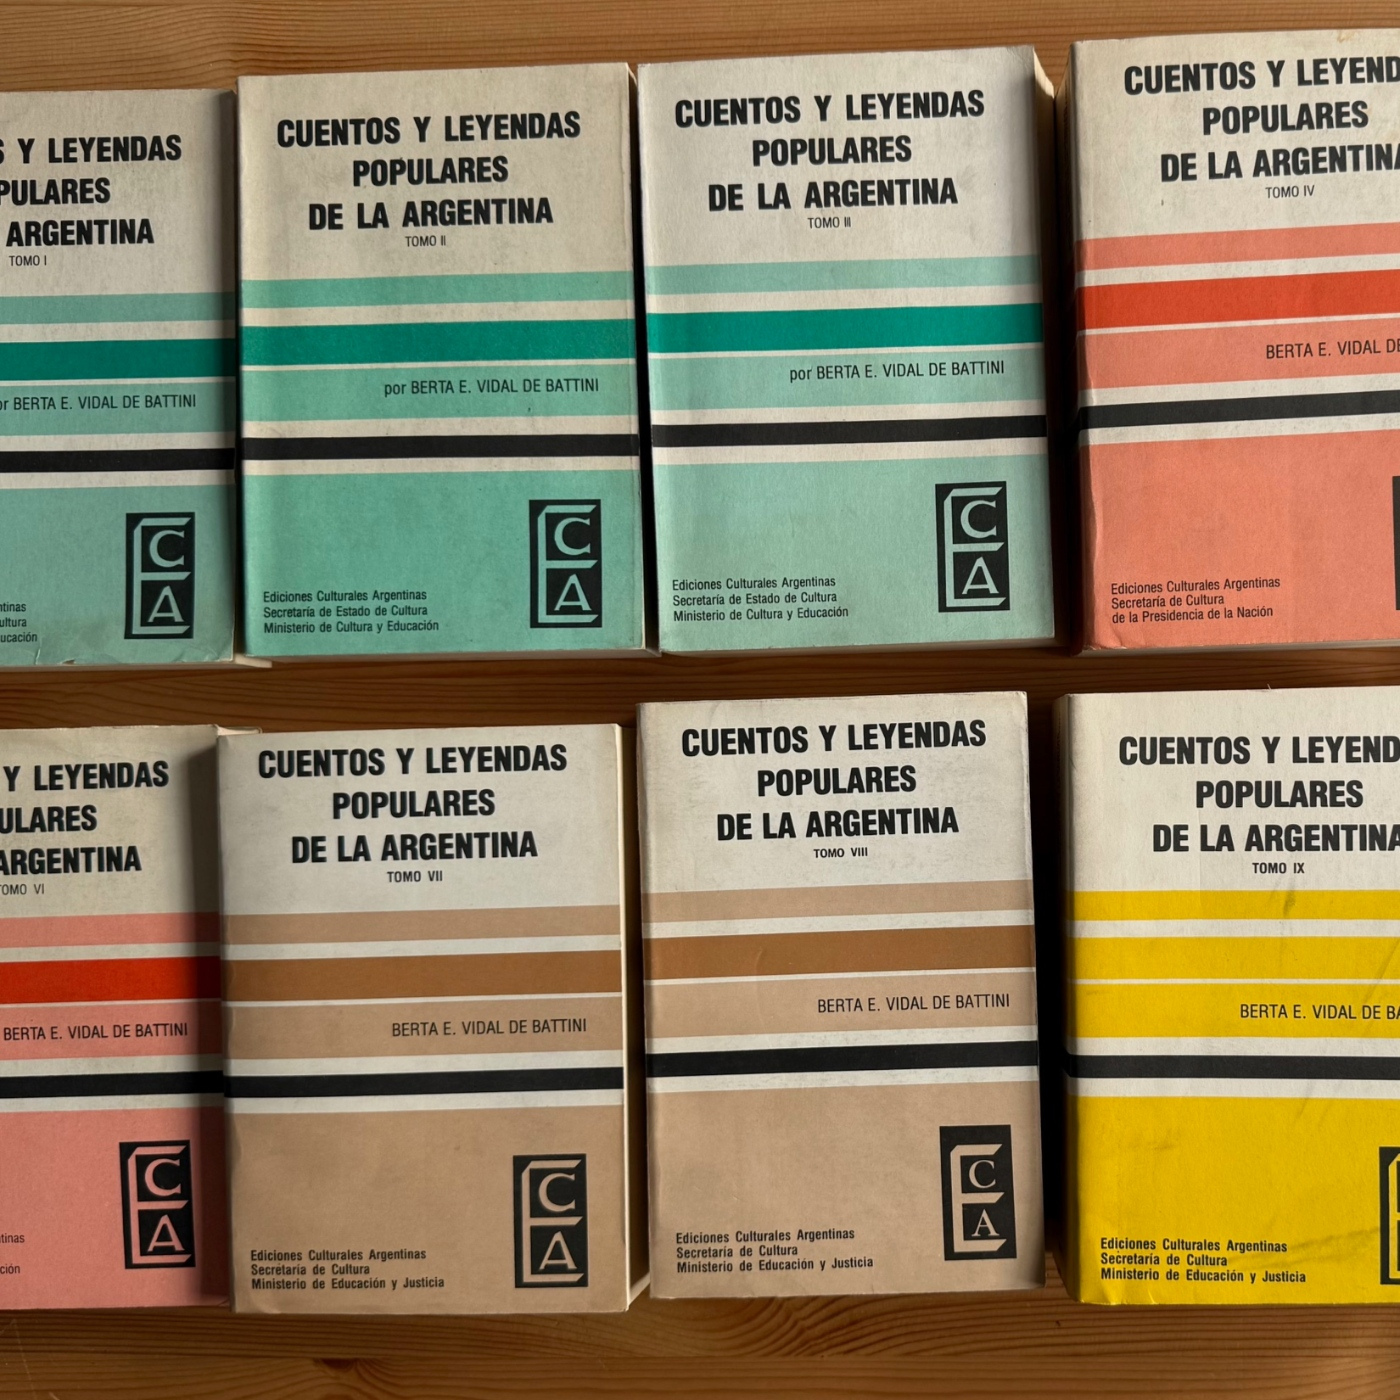 Y LEYENDAS
ARGENTINA
TOMO I
BERTA E. VIDAL DE BATTINI
C
A
CUENTOS Y LEYENDAS
POPULARES
DE LA ARGENTINA
TOMO II
por BERTA E. VIDAL DE BATTINI
C
A
Ediciones Culturales Argentinas
Secretaría de Estado de Cultura
Ministerio de Cultura y Educación
CUENTOS Y LEYENDAS
POPULARES
DE LA ARGENTINA
TOMO III
por BERTA E. VIDAL DE BATTINI
C
A
Ediciones Culturales Argentinas
Secretaría de Estado de Cultura
Ministerio de Cultura y Educación
CUENTOS Y LEYEND
POPULARES
DE LA ARGENTINA
TOMO IV
BERTA E. VIDAL DE
Ediciones Culturales Argentinas
Secretaría de Cultura
de la Presidencia de la Nación
Y LEYENDAS
ULARES
ARGENTINA
TOMO VI
BERTA E. VIDAL DE BATTINI
C
A
CUENTOS Y LEYENDAS
POPULARES
DE LA ARGENTINA
TOMO VII
BERTA E. VIDAL DE BATTINI
C
A
Ediciones Culturales Argentinas
Secretaría de Cultura
Ministerio de Educación y Justicia
CUENTOS Y LEYENDAS
POPULARES
DE LA ARGENTINA
TOMO VIII
BERTA E. VIDAL DE BATTINI
C
A
Ediciones Culturales Argentinas
Secretaría de Cultura
Ministerio de Educación y Justicia
CUENTOS Y LEYEND
POPULARES
DE LA ARGENTINA
TOMO IX
BERTA E. VIDAL DE BA
Ediciones Culturales Argentinas
Secretaría de Cultura
Ministerio de Educación y Justicia